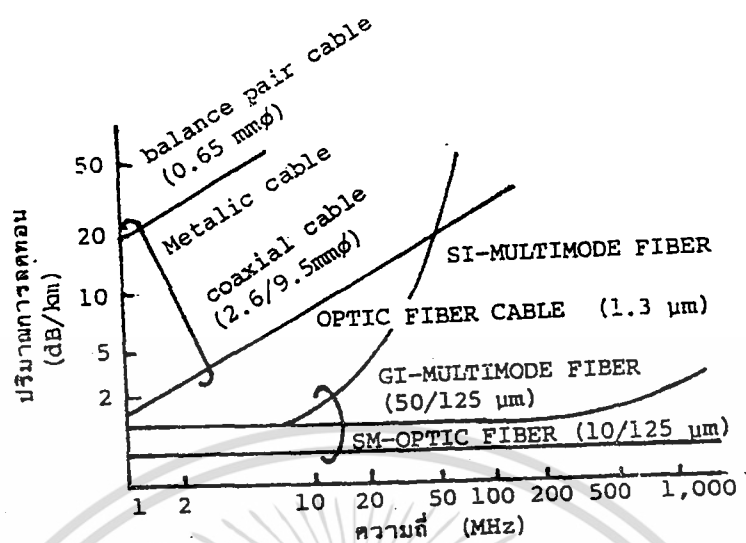 balance pair cable
(0.65 mmφ)
Metalic cable
coaxial cable
(2.6/9.5mmφ)
SI-MULTIMODE FIBER
OPTIC FIBER CABLE (1.3 µm)
GI-MULTIMODE FIBER
(50/125 µm)
SM-OPTIC FIBER (10/125 µm)
ปริมาณการลดทอน
(dB/km)
50
20
10
5
2
1 2 10 20 50 100 200 500 1,000
ความถี่ (MHz)